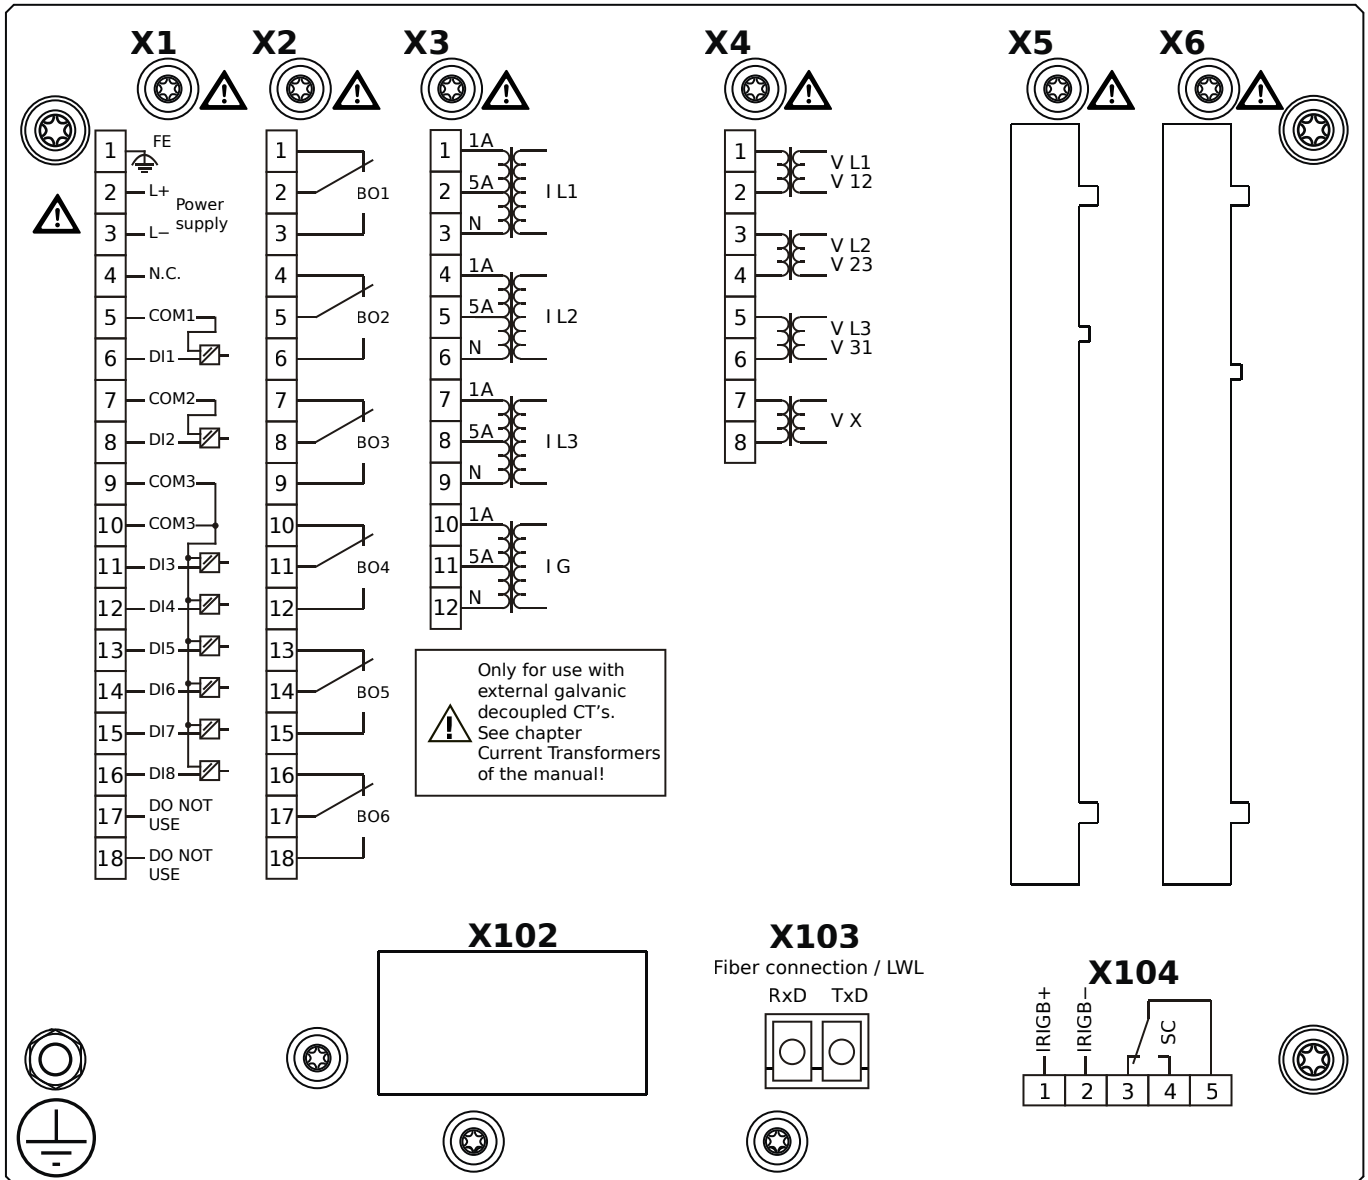 X1
X2
X3
X4
X5
X6
1 FE
2 L+
Power
supply
3 L−
4 N.C.
5 COM1
6 DI1
7 COM2
8 DI2
9 COM3
10 COM3
11 DI3
12 DI4
13 DI5
14 DI6
15 DI7
16 DI8
17 DO NOT
USE
18 DO NOT
USE
1
2 BO1
3
4
5 BO2
6
7
8 BO3
9
10
11 BO4
12
13
14 BO5
15
16
17 BO6
18
1 1A
2 5A I L1
3 N
4 1A
5 5A I L2
6 N
7 1A
8 5A I L3
9 N
10 1A
11 5A I G
12 N
Only for use with
external galvanic
decoupled CT's.
See chapter
Current Transformers
of the manual!
1 V L1
2 V 12
3 V L2
4 V 23
5 V L3
6 V 31
7 V X
8
X102
X103
Fiber connection / LWL
RxD TxD
X104
IRIGB+
IRIGB−
SC
1 2 3 4 5